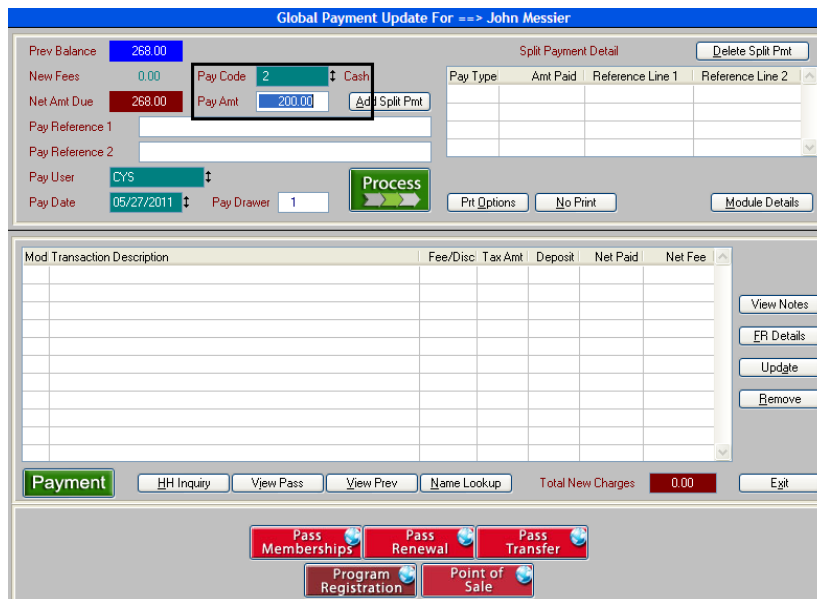 Global Payment Update For ==> John Messier
Prev Balance 268.00 Split Payment Detail Delete Split Pmt
New Fees 0.00 Pay Code 2 Cash Pay Type Amt Paid Reference Line 1 Reference Line 2
Net Amt Due 268.00 Pay Amt 200.00 Add Split Pmt
Pay Reference 1
Pay Reference 2
Pay User CYS Process
Pay Date 05/27/2011 Pay Drawer 1 Prt Options No Print Module Details
Mod Transaction Description Fee/Disc Tax Amt Deposit Net Paid Net Fee
View Notes
FR Details
Update
Remove
Payment HH Inquiry View Pass View Prev Name Lookup Total New Charges 0.00 Exit
Pass Memberships Pass Renewal Pass Transfer
Program Registration Point of Sale